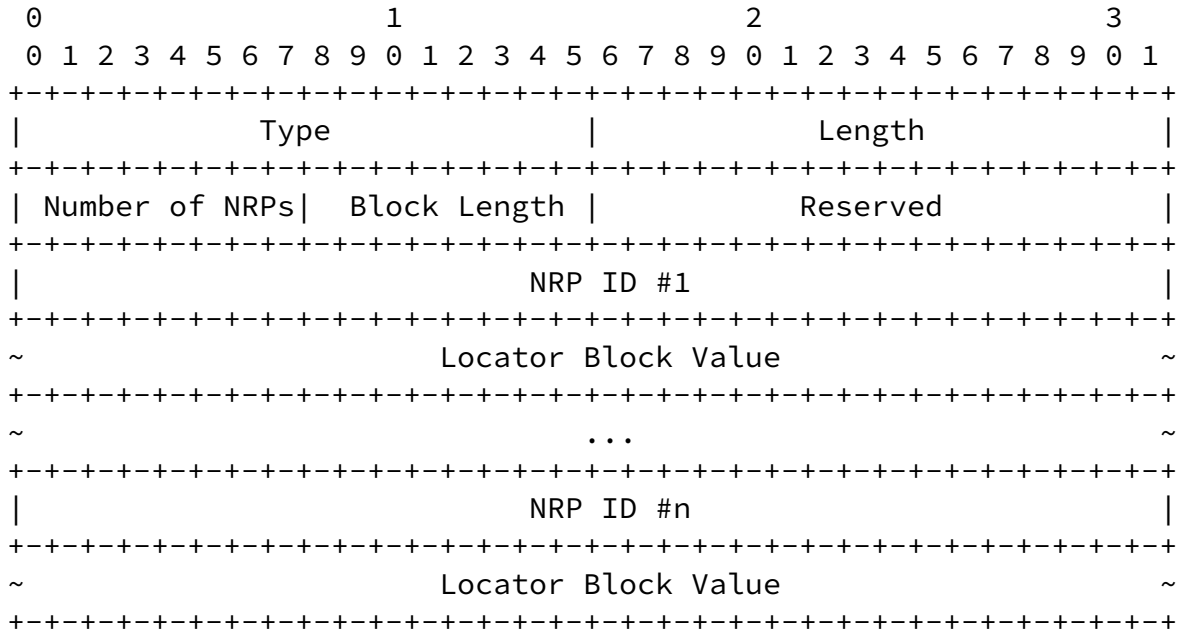 0                   1                   2                   3
 0 1 2 3 4 5 6 7 8 9 0 1 2 3 4 5 6 7 8 9 0 1 2 3 4 5 6 7 8 9 0 1
+-+-+-+-+-+-+-+-+-+-+-+-+-+-+-+-+-+-+-+-+-+-+-+-+-+-+-+-+-+-+-+-+
|             Type              |            Length             |
+-+-+-+-+-+-+-+-+-+-+-+-+-+-+-+-+-+-+-+-+-+-+-+-+-+-+-+-+-+-+-+-+
| Number of NRPs|  Block Length |           Reserved            |
+-+-+-+-+-+-+-+-+-+-+-+-+-+-+-+-+-+-+-+-+-+-+-+-+-+-+-+-+-+-+-+-+
|                            NRP ID #1                          |
+-+-+-+-+-+-+-+-+-+-+-+-+-+-+-+-+-+-+-+-+-+-+-+-+-+-+-+-+-+-+-+-+
~                       Locator Block Value                     ~
+-+-+-+-+-+-+-+-+-+-+-+-+-+-+-+-+-+-+-+-+-+-+-+-+-+-+-+-+-+-+-+-+
~                               ...                             ~
+-+-+-+-+-+-+-+-+-+-+-+-+-+-+-+-+-+-+-+-+-+-+-+-+-+-+-+-+-+-+-+-+
|                            NRP ID #n                          |
+-+-+-+-+-+-+-+-+-+-+-+-+-+-+-+-+-+-+-+-+-+-+-+-+-+-+-+-+-+-+-+-+
~                       Locator Block Value                     ~
+-+-+-+-+-+-+-+-+-+-+-+-+-+-+-+-+-+-+-+-+-+-+-+-+-+-+-+-+-+-+-+-+